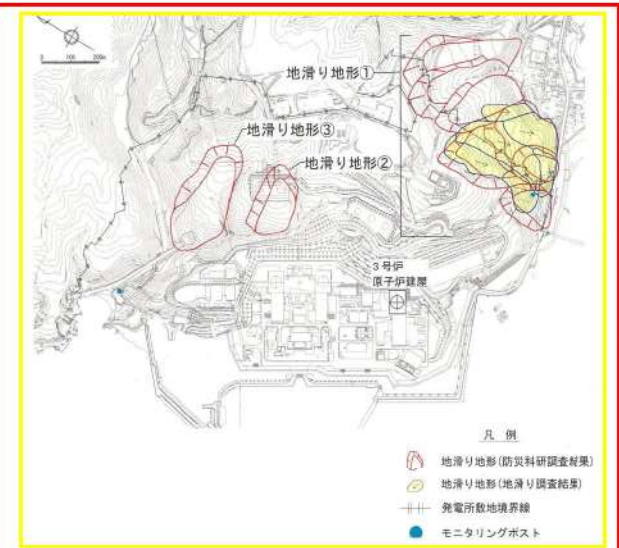 0 100 200m
地滑り地形①
地滑り地形③
地滑り地形②
3号炉
原子炉建屋
凡 例
地滑り地形(防災科研調査結果)
地滑り地形(地滑り調査結果)
発電所敷地境界線
モニタリングポスト